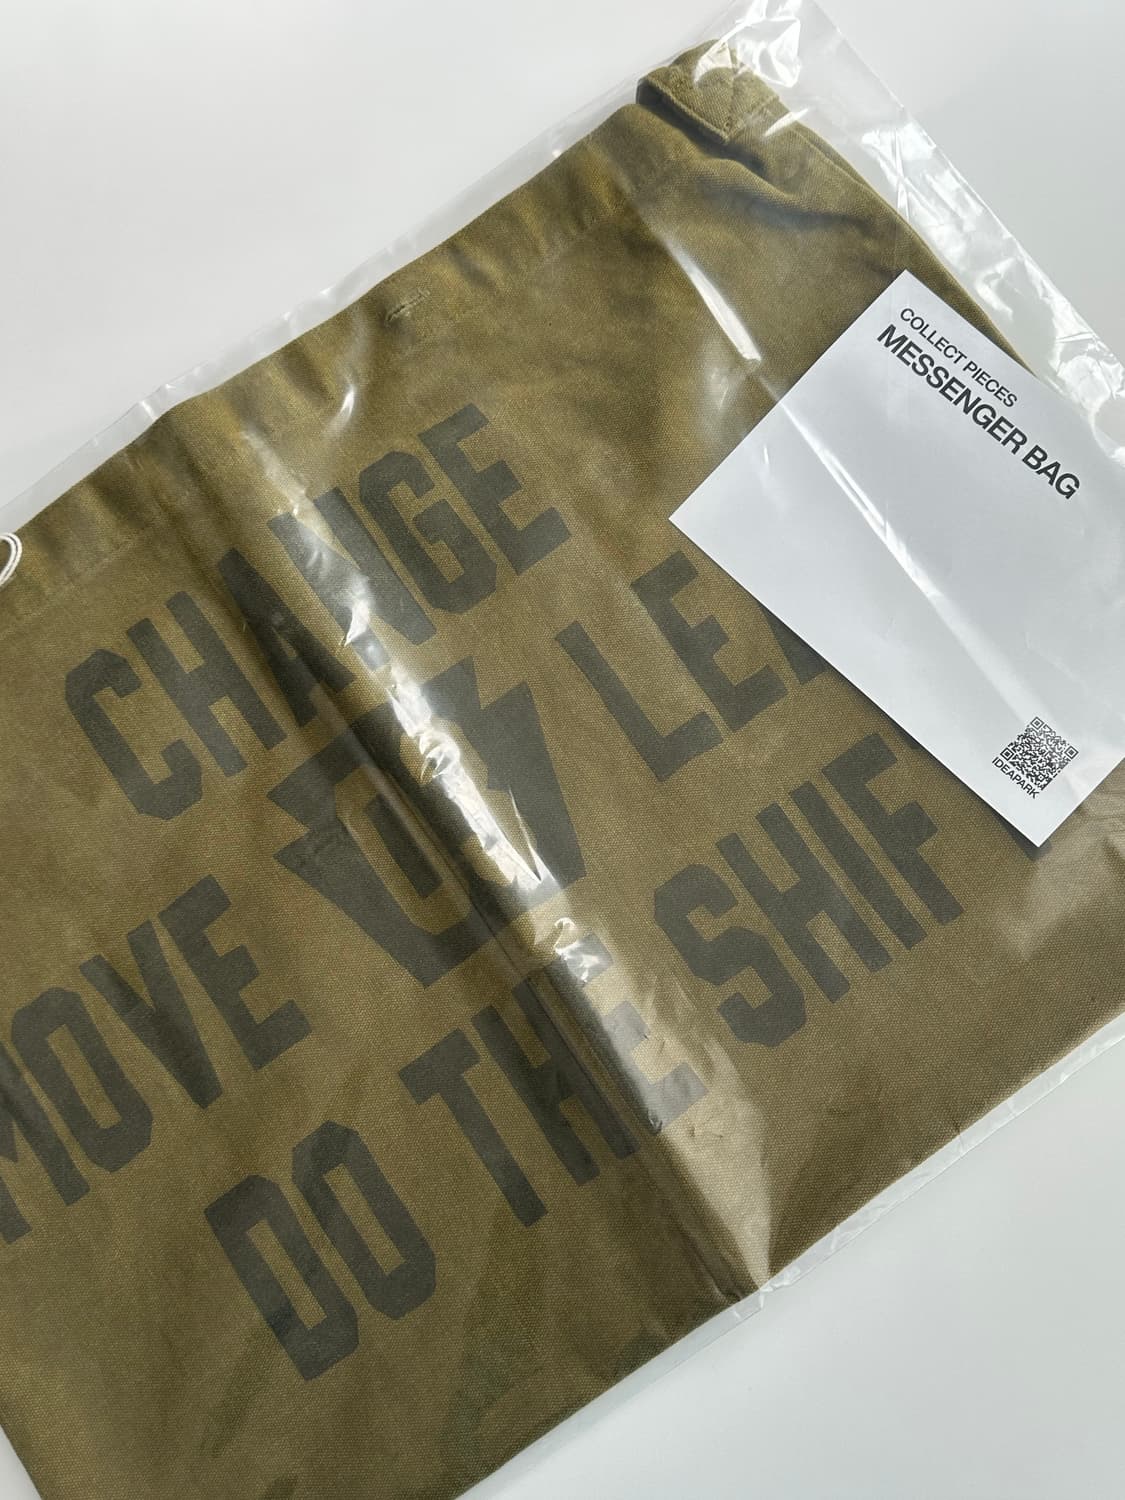 COLLECT PIECES
MESSENGER BAG
IDEAPARK
CHANGE
MOVE
DO THE SHIF